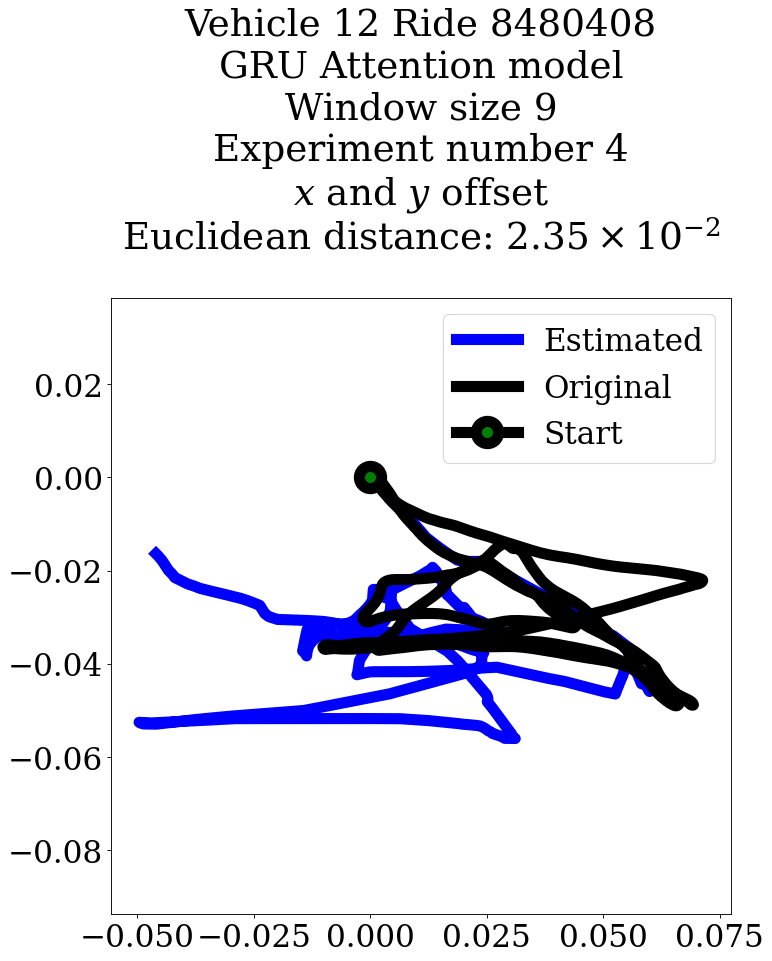 Vehicle 12 Ride 8480408
GRU Attention model
Window size 9
Experiment number 4
x and y offset
Euclidean distance: 2.35 × 10⁻²
Estimated
Original
Start
0.02
0.00
−0.02
−0.04
−0.06
−0.08
−0.050 −0.025 0.000 0.025 0.050 0.075